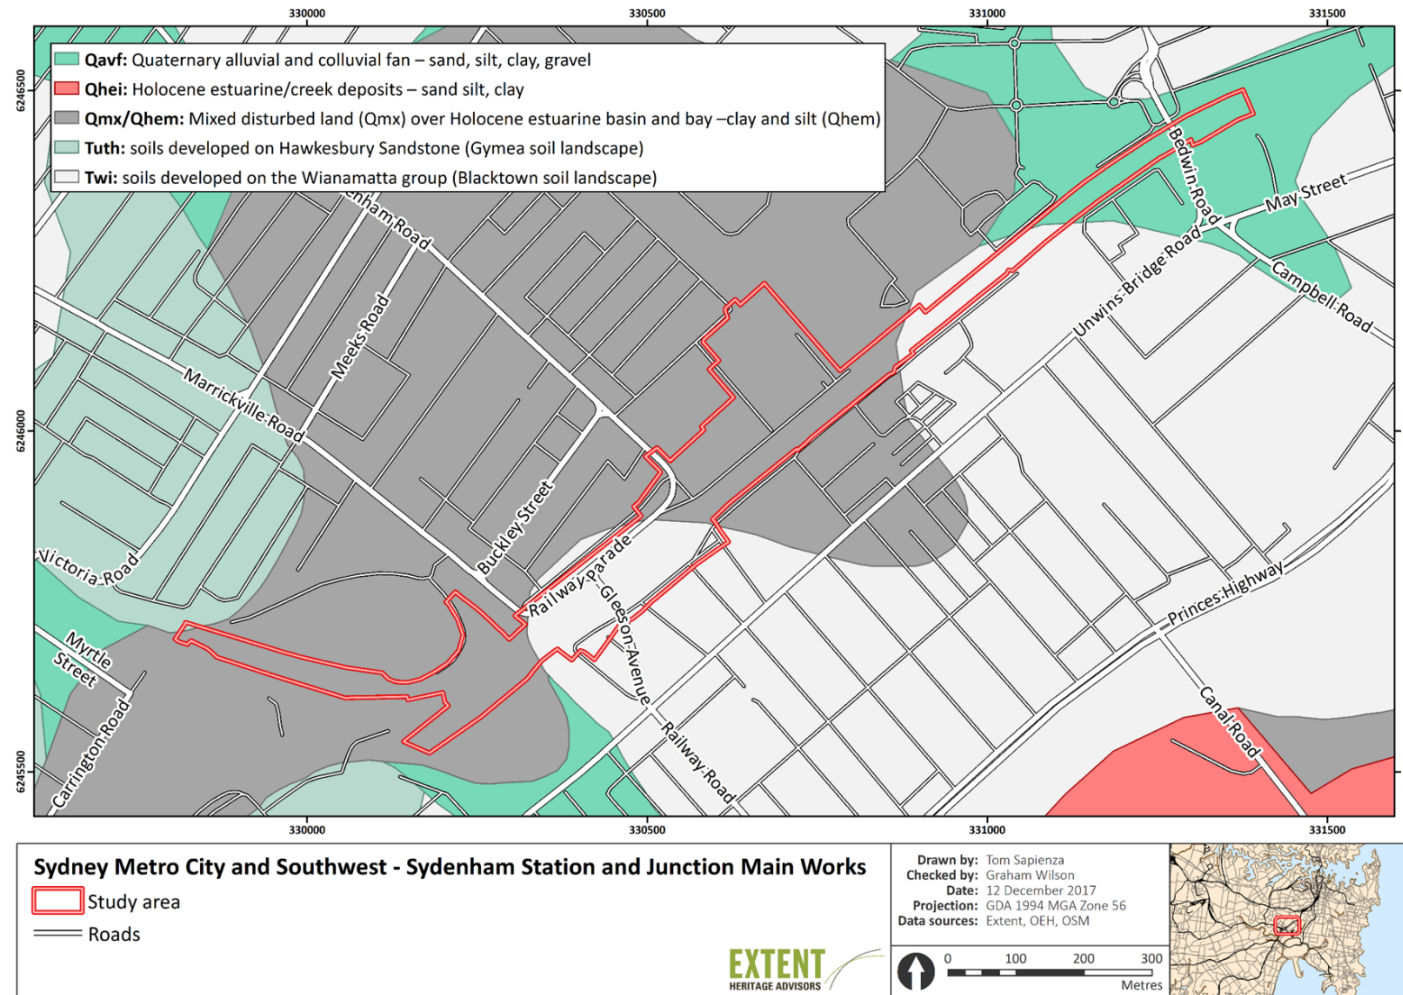 330000 330500 331000 331500
Qavf: Quaternary alluvial and colluvial fan – sand, silt, clay, gravel
Qhei: Holocene estuarine/creek deposits – sand silt, clay
Qmx/Qhem: Mixed disturbed land (Qmx) over Holocene estuarine basin and bay –clay and silt (Qhem)
Tuth: soils developed on Hawkesbury Sandstone (Gymea soil landscape)
Twi: soils developed on the Wianamatta group (Blacktown soil landscape)
6246500
6246000
6245500
6246500
6246000
6245500
enham Road
Meeks Road
Marrickville Road
Buckley Street
Victoria Road
Myrtle
Street
Carrington Road
Railway Parade
Gleeson Avenue
Railway Road
Unwins Bridge Road
Bedwin Road
May Street
Campbell Road
Princes Highway
Canal Road
330000 330500 331000 331500
Sydney Metro City and Southwest - Sydenham Station and Junction Main Works
Study area
Roads
EXTENT
HERITAGE ADVISORS
Drawn by: Tom Sapienza
Checked by: Graham Wilson
Date: 12 December 2017
Projection: GDA 1994 MGA Zone 56
Data sources: Extent, OEH, OSM
0 100 200 300
Metres